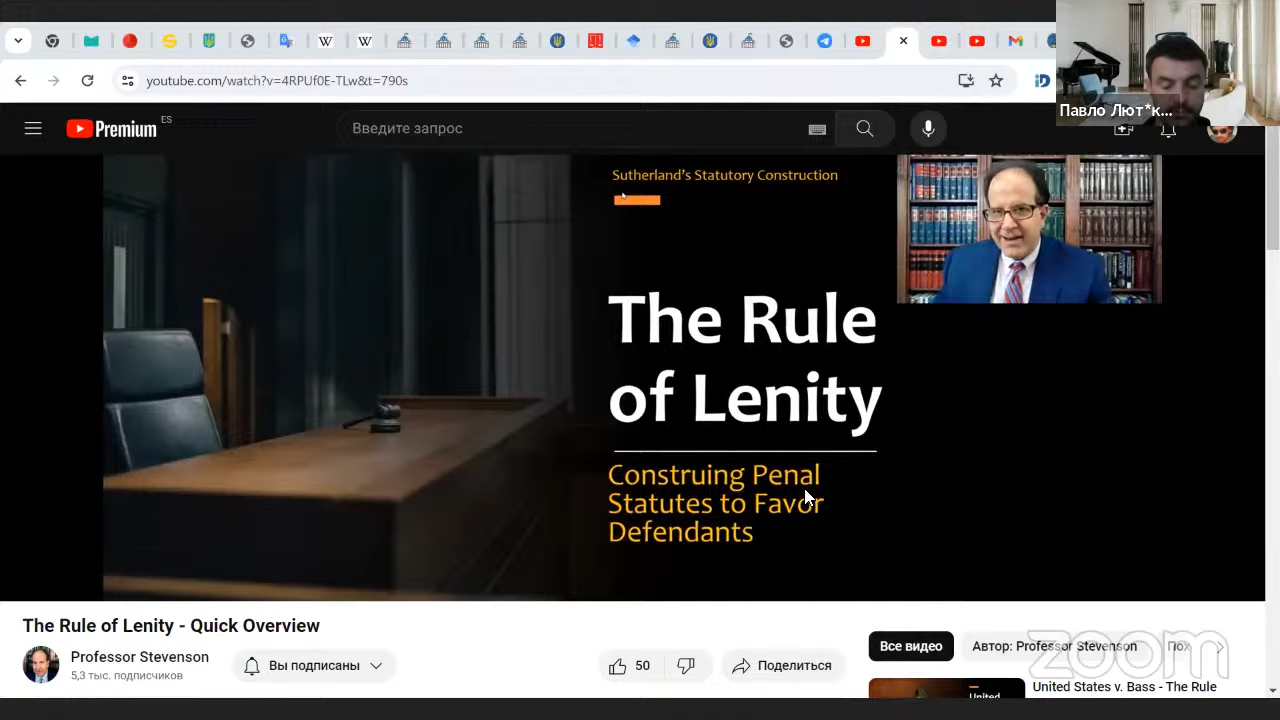 youtube.com/watch?v=4RPUf0E-TLw&t=790s
Павло Лют*к...
Premium
ES
Введите запрос
Sutherland's Statutory Construction
The Rule
of Lenity
Construing Penal
Statutes to Favor
Defendants
The Rule of Lenity - Quick Overview
Professor Stevenson
5,3 тыс. подписчиков
Вы подписаны
50
Поделиться
Все видео
Автор: Professor Stevenson
Пох
zoom
United States v. Bass - The Rule
United